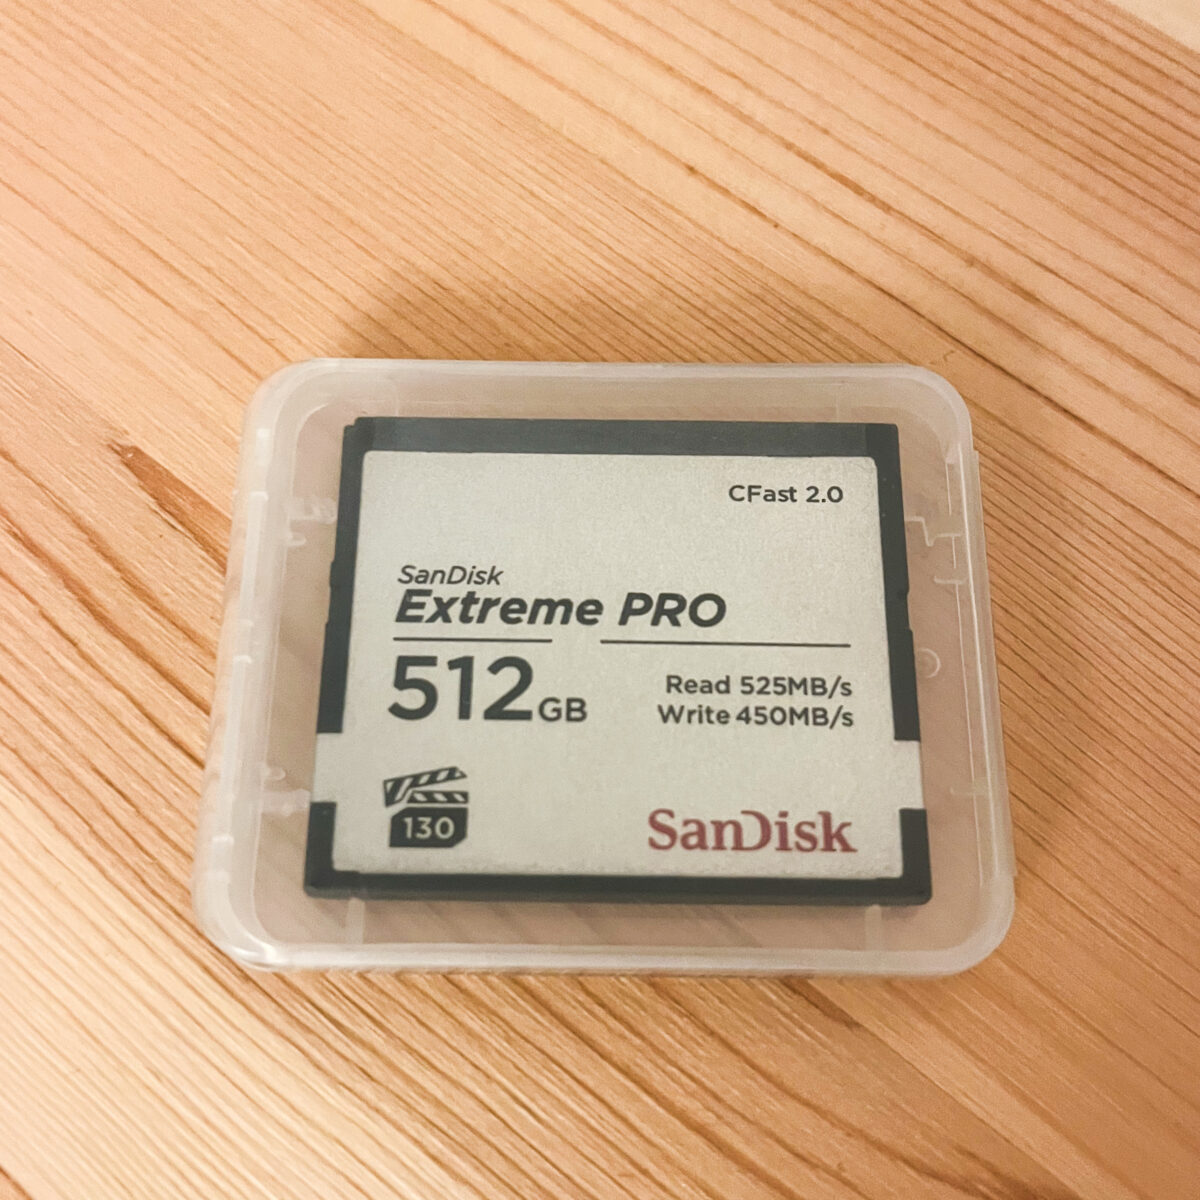 CFast 2.0
SanDisk
Extreme PRO
512GB
Read 525MB/s
Write 450MB/s
130
SanDisk